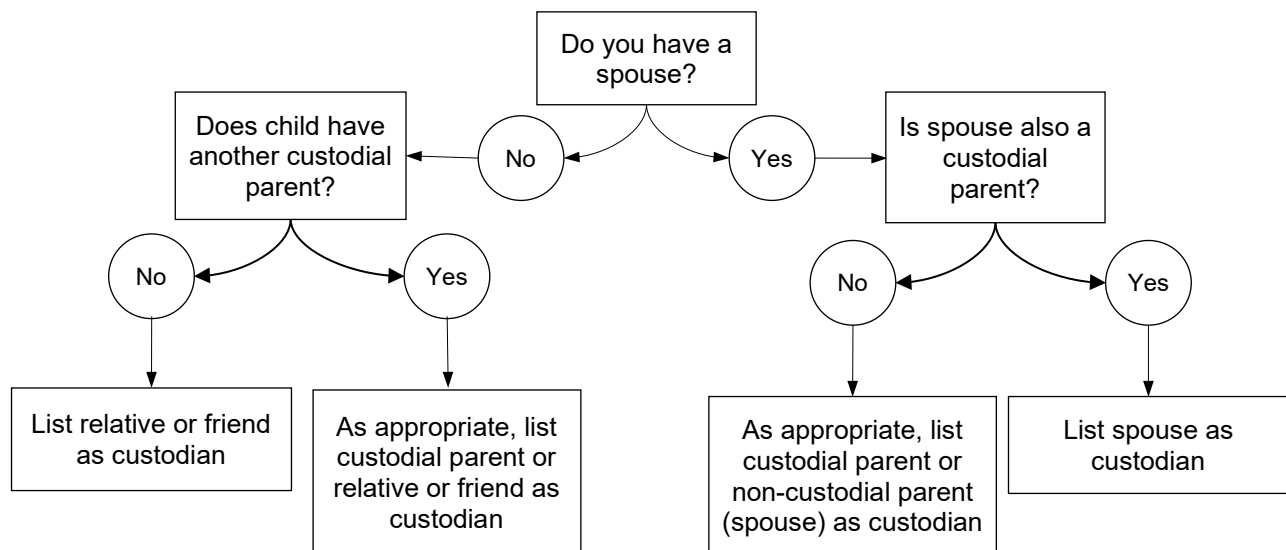 Do you have a
spouse?
Does child have
another custodial
parent?
No
Yes
Is spouse also a
custodial
parent?
No
Yes
No
Yes
List relative or friend
as custodian
As appropriate, list
custodial parent or
relative or friend as
custodian
As appropriate, list
custodial parent or
non-custodial parent
(spouse) as custodian
List spouse as
custodian